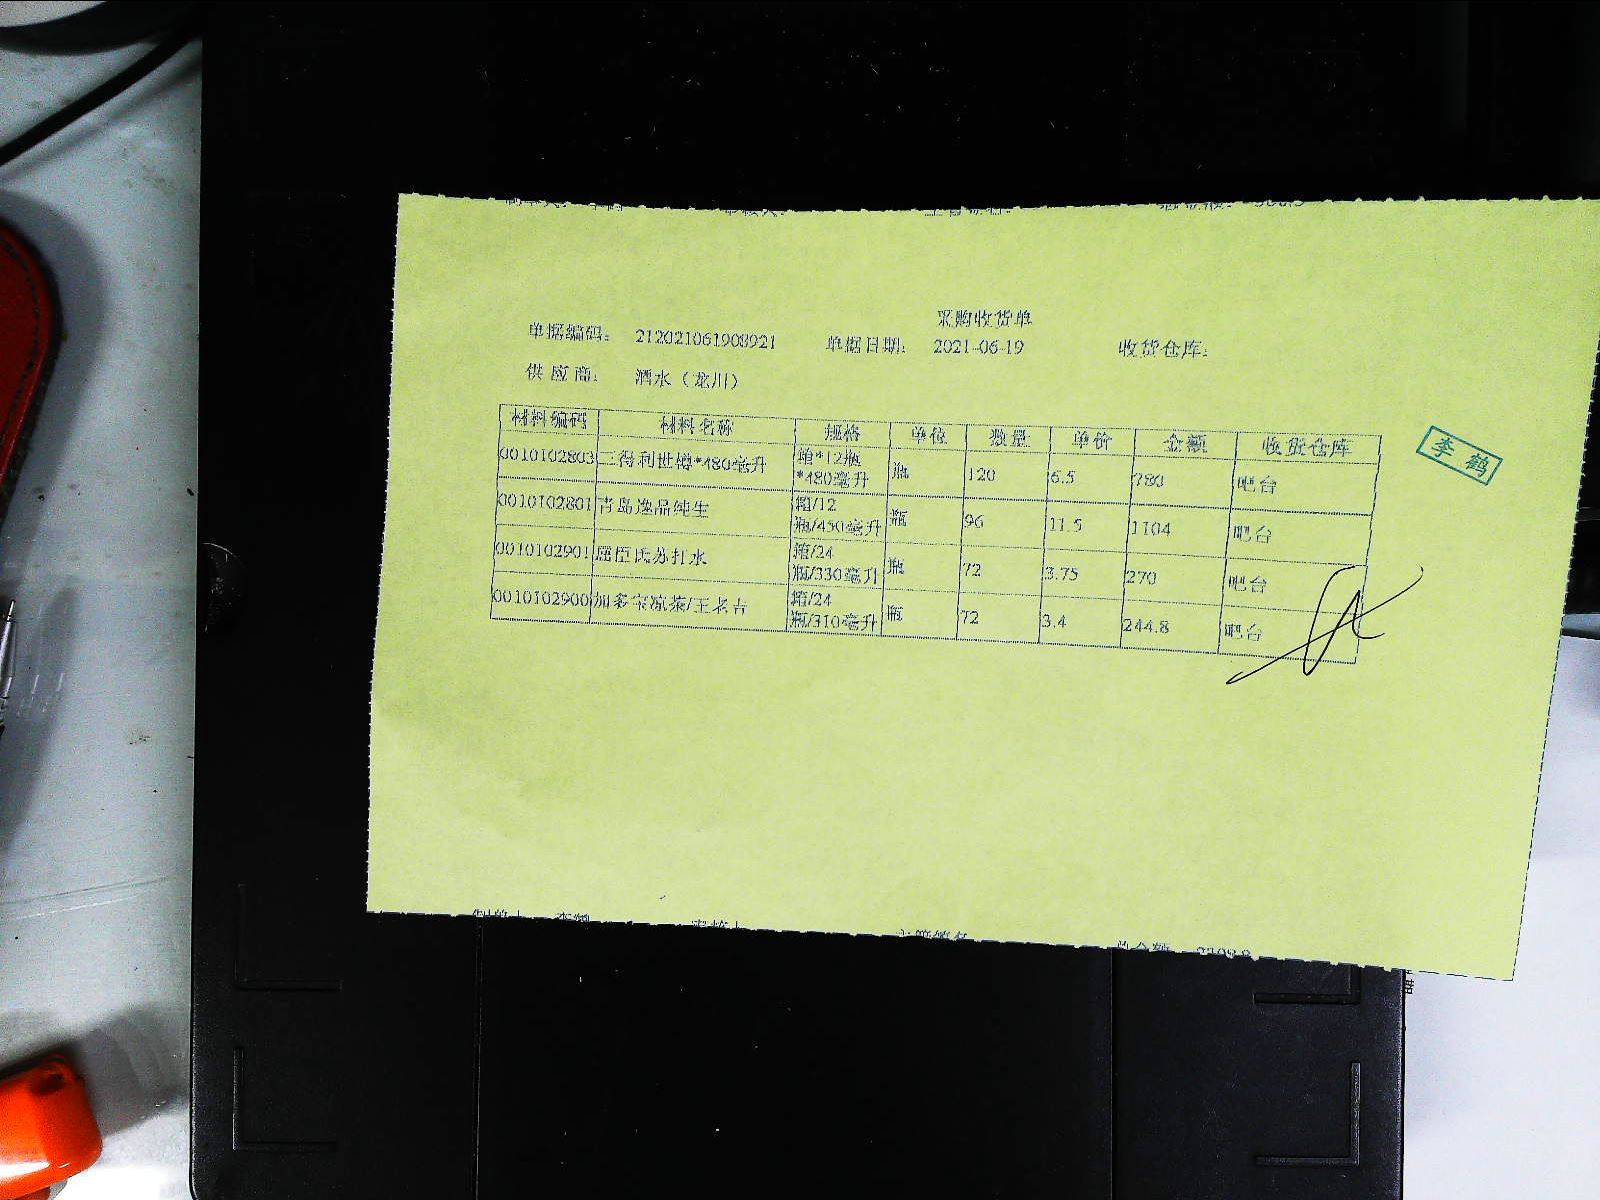 采购收货单
单据编码： 212021061908921 单据日期： 2021-06-19 收货仓库：
供应商： 酒水（龙川）
材料编码 材料名称 规格 单位 数量 单价 金额 收货仓库
0010102803 三得利世樽*480毫升 箱*12瓶*480毫升 瓶 120 6.5 780 吧台
0010102801 青岛逸品纯生 箱/12瓶/450毫升 瓶 96 11.5 1104 吧台
0010102901 屈臣氏苏打水 箱/24瓶/330毫升 瓶 72 3.75 270 吧台
0010102900 加多宝凉茶/王老吉 箱/24瓶/310毫升 瓶 72 3.4 244.8 吧台
李鹤